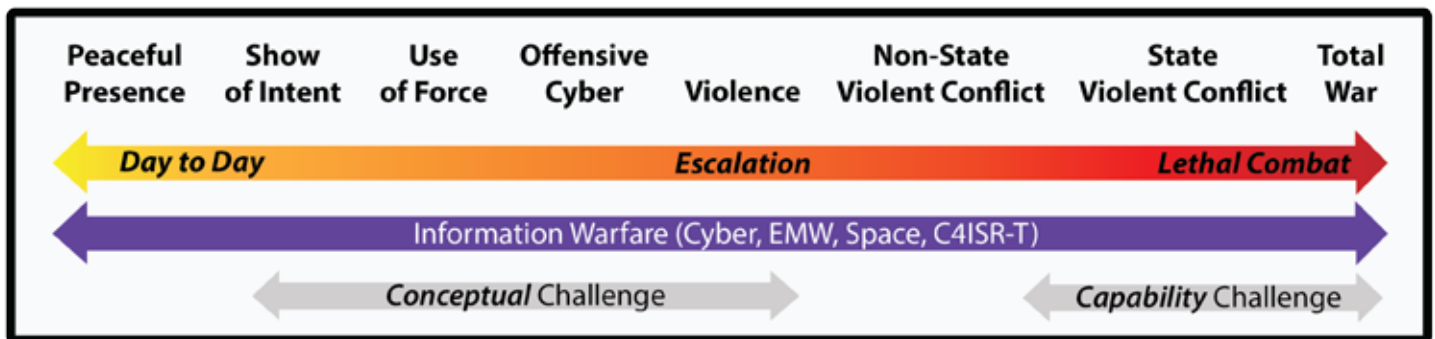 Peaceful Presence
Show of Intent
Use of Force
Offensive Cyber
Violence
Non-State Violent Conflict
State Violent Conflict
Total War
Day to Day
Escalation
Lethal Combat
Information Warfare (Cyber, EMW, Space, C4ISR-T)
Conceptual Challenge
Capability Challenge